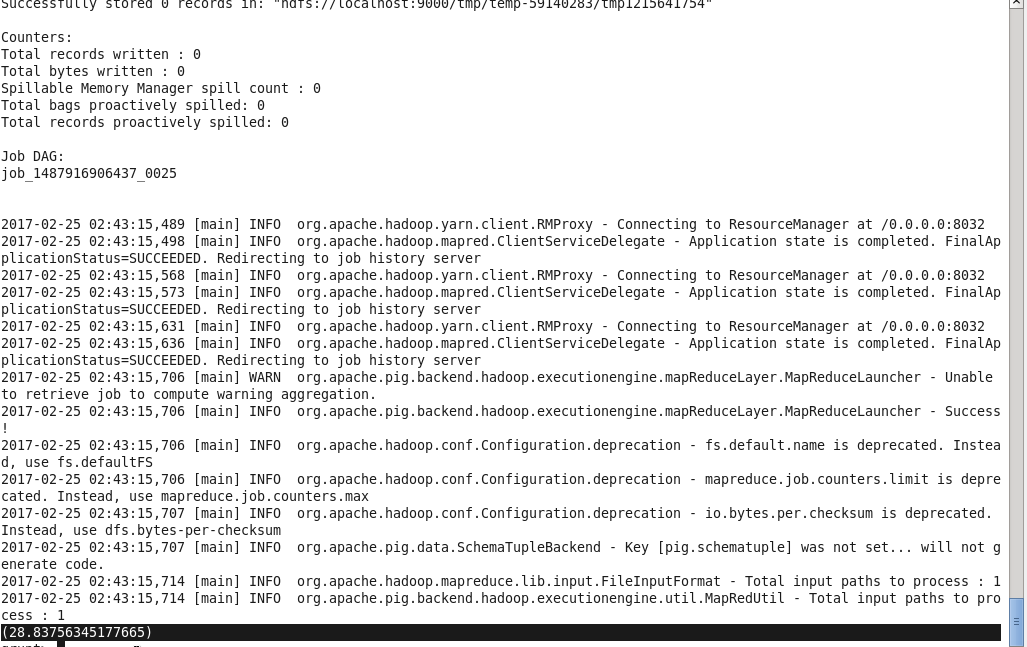 Successfully stored 0 records in: "hdfs://localhost:9000/tmp/temp-59140283/tmp1215641754"
Counters:
Total records written : 0
Total bytes written : 0
Spillable Memory Manager spill count : 0
Total bags proactively spilled: 0
Total records proactively spilled: 0
Job DAG:
job_1487916906437_0025
2017-02-25 02:43:15,489 [main] INFO  org.apache.hadoop.yarn.client.RMProxy - Connecting to ResourceManager at /0.0.0.0:8032
2017-02-25 02:43:15,498 [main] INFO  org.apache.hadoop.mapred.ClientServiceDelegate - Application state is completed. FinalAp
plicationStatus=SUCCEEDED. Redirecting to job history server
2017-02-25 02:43:15,568 [main] INFO  org.apache.hadoop.yarn.client.RMProxy - Connecting to ResourceManager at /0.0.0.0:8032
2017-02-25 02:43:15,573 [main] INFO  org.apache.hadoop.mapred.ClientServiceDelegate - Application state is completed. FinalAp
plicationStatus=SUCCEEDED. Redirecting to job history server
2017-02-25 02:43:15,631 [main] INFO  org.apache.hadoop.yarn.client.RMProxy - Connecting to ResourceManager at /0.0.0.0:8032
2017-02-25 02:43:15,636 [main] INFO  org.apache.hadoop.mapred.ClientServiceDelegate - Application state is completed. FinalAp
plicationStatus=SUCCEEDED. Redirecting to job history server
2017-02-25 02:43:15,706 [main] WARN  org.apache.pig.backend.hadoop.executionengine.mapReduceLayer.MapReduceLauncher - Unable
to retrieve job to compute warning aggregation.
2017-02-25 02:43:15,706 [main] INFO  org.apache.pig.backend.hadoop.executionengine.mapReduceLayer.MapReduceLauncher - Success
!
2017-02-25 02:43:15,706 [main] INFO  org.apache.hadoop.conf.Configuration.deprecation - fs.default.name is deprecated. Instea
d, use fs.defaultFS
2017-02-25 02:43:15,706 [main] INFO  org.apache.hadoop.conf.Configuration.deprecation - mapreduce.job.counters.limit is depre
cated. Instead, use mapreduce.job.counters.max
2017-02-25 02:43:15,707 [main] INFO  org.apache.hadoop.conf.Configuration.deprecation - io.bytes.per.checksum is deprecated.
Instead, use dfs.bytes-per-checksum
2017-02-25 02:43:15,707 [main] INFO  org.apache.pig.data.SchemaTupleBackend - Key [pig.schematuple] was not set... will not g
enerate code.
2017-02-25 02:43:15,714 [main] INFO  org.apache.hadoop.mapreduce.lib.input.FileInputFormat - Total input paths to process : 1
2017-02-25 02:43:15,714 [main] INFO  org.apache.pig.backend.hadoop.executionengine.util.MapRedUtil - Total input paths to pro
cess : 1
(28.83756345177665)